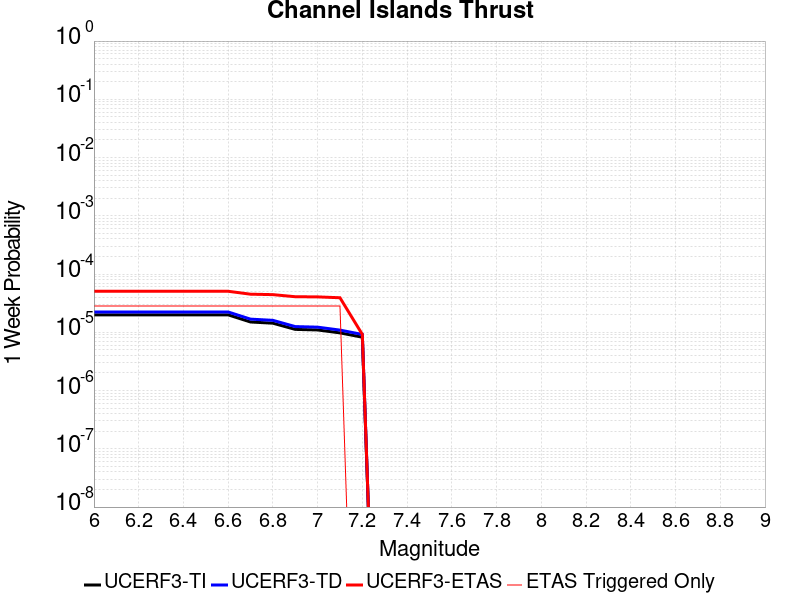 Channel Islands Thrust
1 Week Probability
10^0
10^-1
10^-2
10^-3
10^-4
10^-5
10^-6
10^-7
10^-8
6 6.2 6.4 6.6 6.8 7 7.2 7.4 7.6 7.8 8 8.2 8.4 8.6 8.8 9
Magnitude
UCERF3-TI UCERF3-TD UCERF3-ETAS ETAS Triggered Only